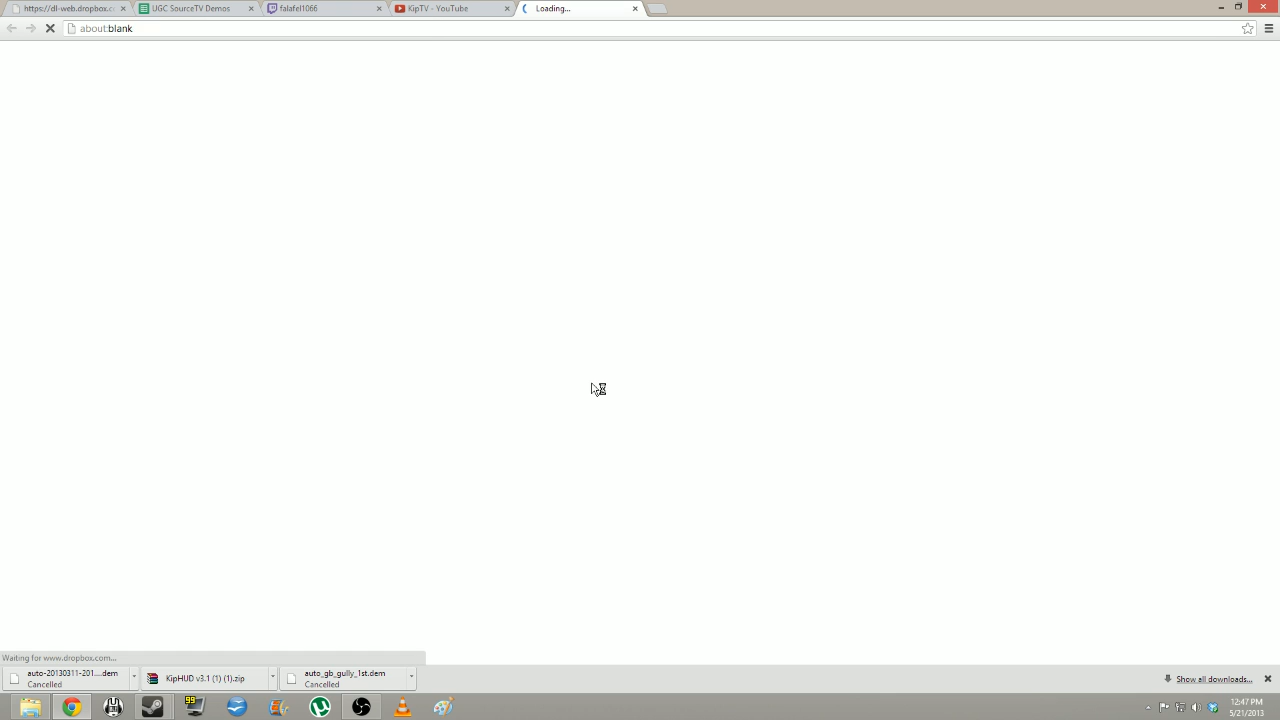 https://dl-web.dropbox.c
UGC SourceTV Demos
falafel1066
KipTV - YouTube
Loading...
about:blank
Waiting for www.dropbox.com...
auto-20130311-201....dem
Cancelled
KipHUD v3.1 (1) (1).zip
auto_gb_gully_1st.dem
Cancelled
Show all downloads...
99
12:47 PM
5/21/2013